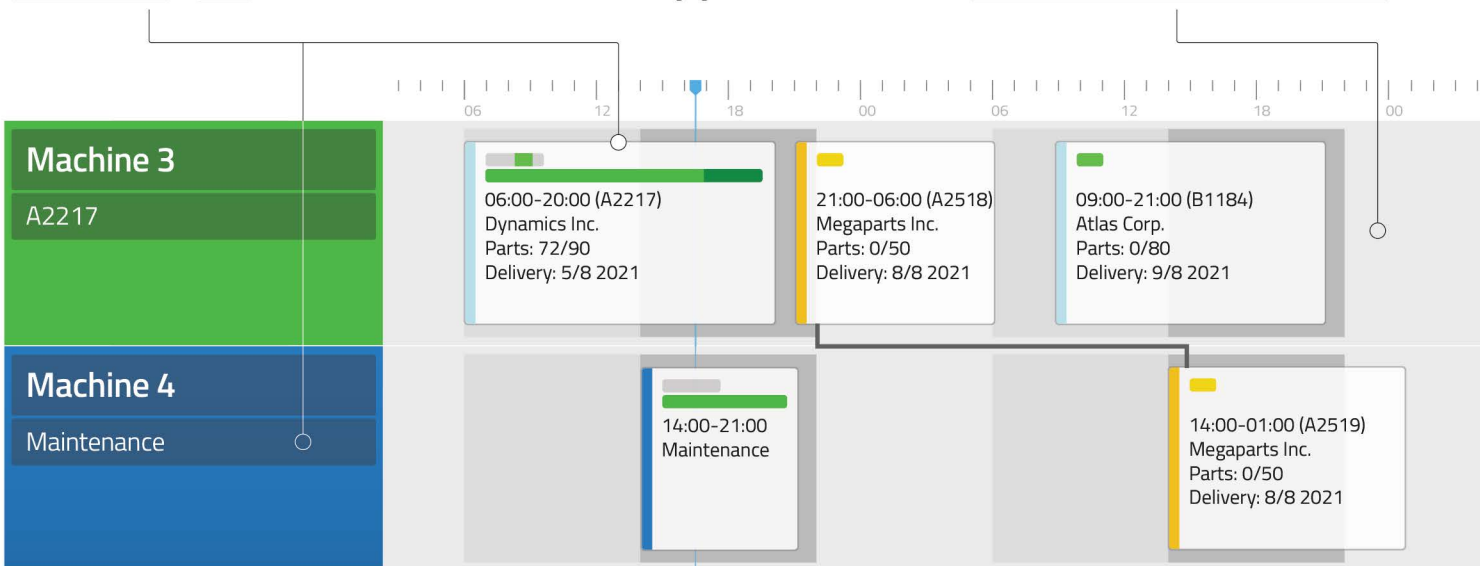 06 12 18 00 06 12 18 00
Machine 3
A2217
06:00-20:00 (A2217)
Dynamics Inc.
Parts: 72/90
Delivery: 5/8 2021
21:00-06:00 (A2518)
Megaparts Inc.
Parts: 0/50
Delivery: 8/8 2021
09:00-21:00 (B1184)
Atlas Corp.
Parts: 0/80
Delivery: 9/8 2021
Machine 4
Maintenance
14:00-21:00
Maintenance
14:00-01:00 (A2519)
Megaparts Inc.
Parts: 0/50
Delivery: 8/8 2021